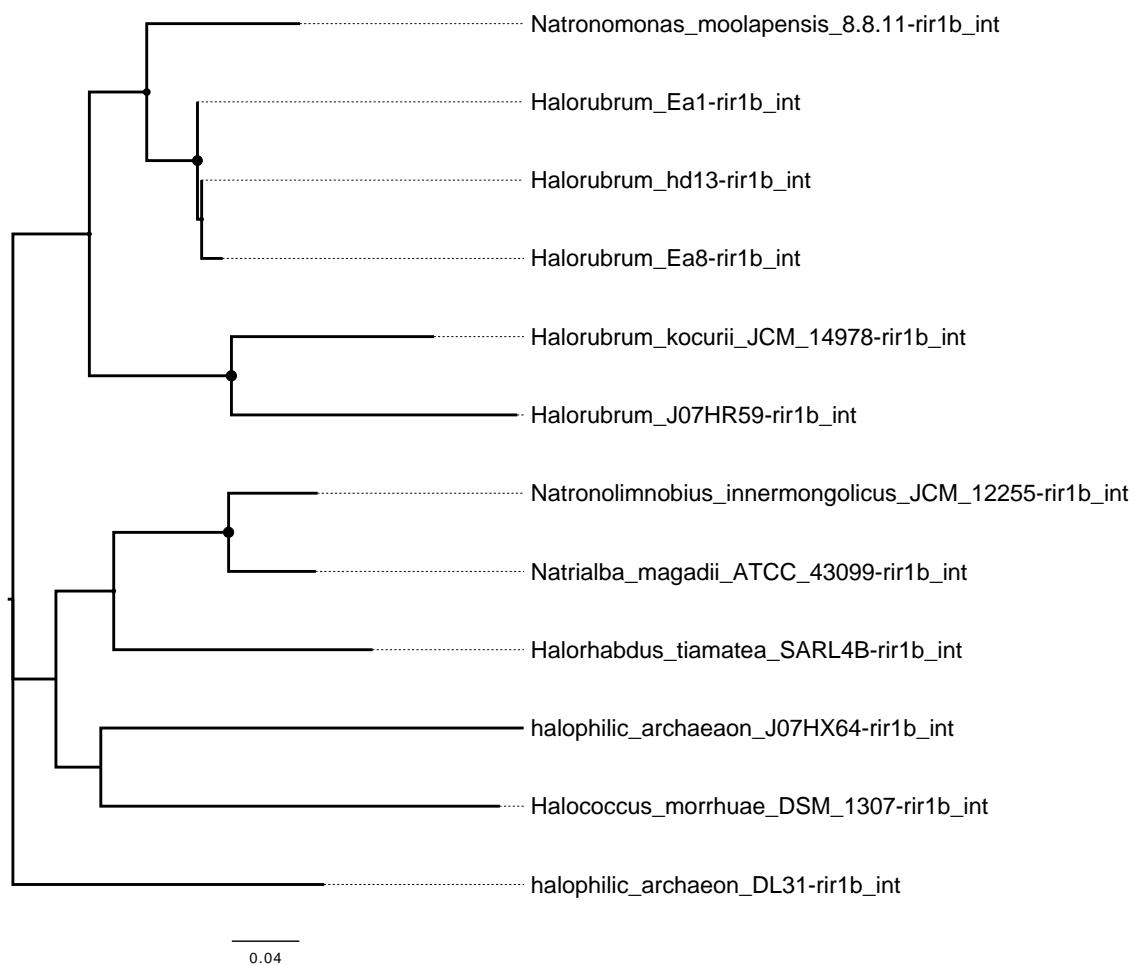 Natronomonas_moolapensis_8.8.11-rir1b_int
Halorubrum_Ea1-rir1b_int
Halorubrum_hd13-rir1b_int
Halorubrum_Ea8-rir1b_int
Halorubrum_kocurii_JCM_14978-rir1b_int
Halorubrum_J07HR59-rir1b_int
Natronolimnobius_innermongolicus_JCM_12255-rir1b_int
Natrialba_magadii_ATCC_43099-rir1b_int
Halorhabdus_tiamatea_SARL4B-rir1b_int
halophilic_archaeaon_J07HX64-rir1b_int
Halococcus_morrhuae_DSM_1307-rir1b_int
halophilic_archaeon_DL31-rir1b_int
0.04